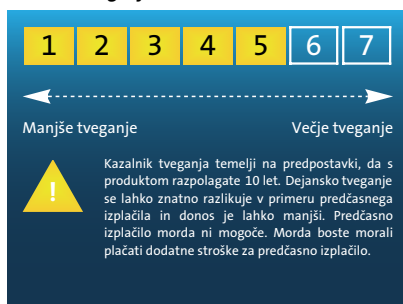 1 2 3 4 5 6 7
Manjše tveganje Večje tveganje
!
Kazalnik tveganja temelji na predpostavki, da s
produktom razpolagate 10 let. Dejansko tveganje
se lahko znatno razlikuje v primeru predčasnega
izplačila in donos je lahko manjši. Predčasno
izplačilo morda ni mogoče. Morda boste morali
plačati dodatne stroške za predčasno izplačilo.